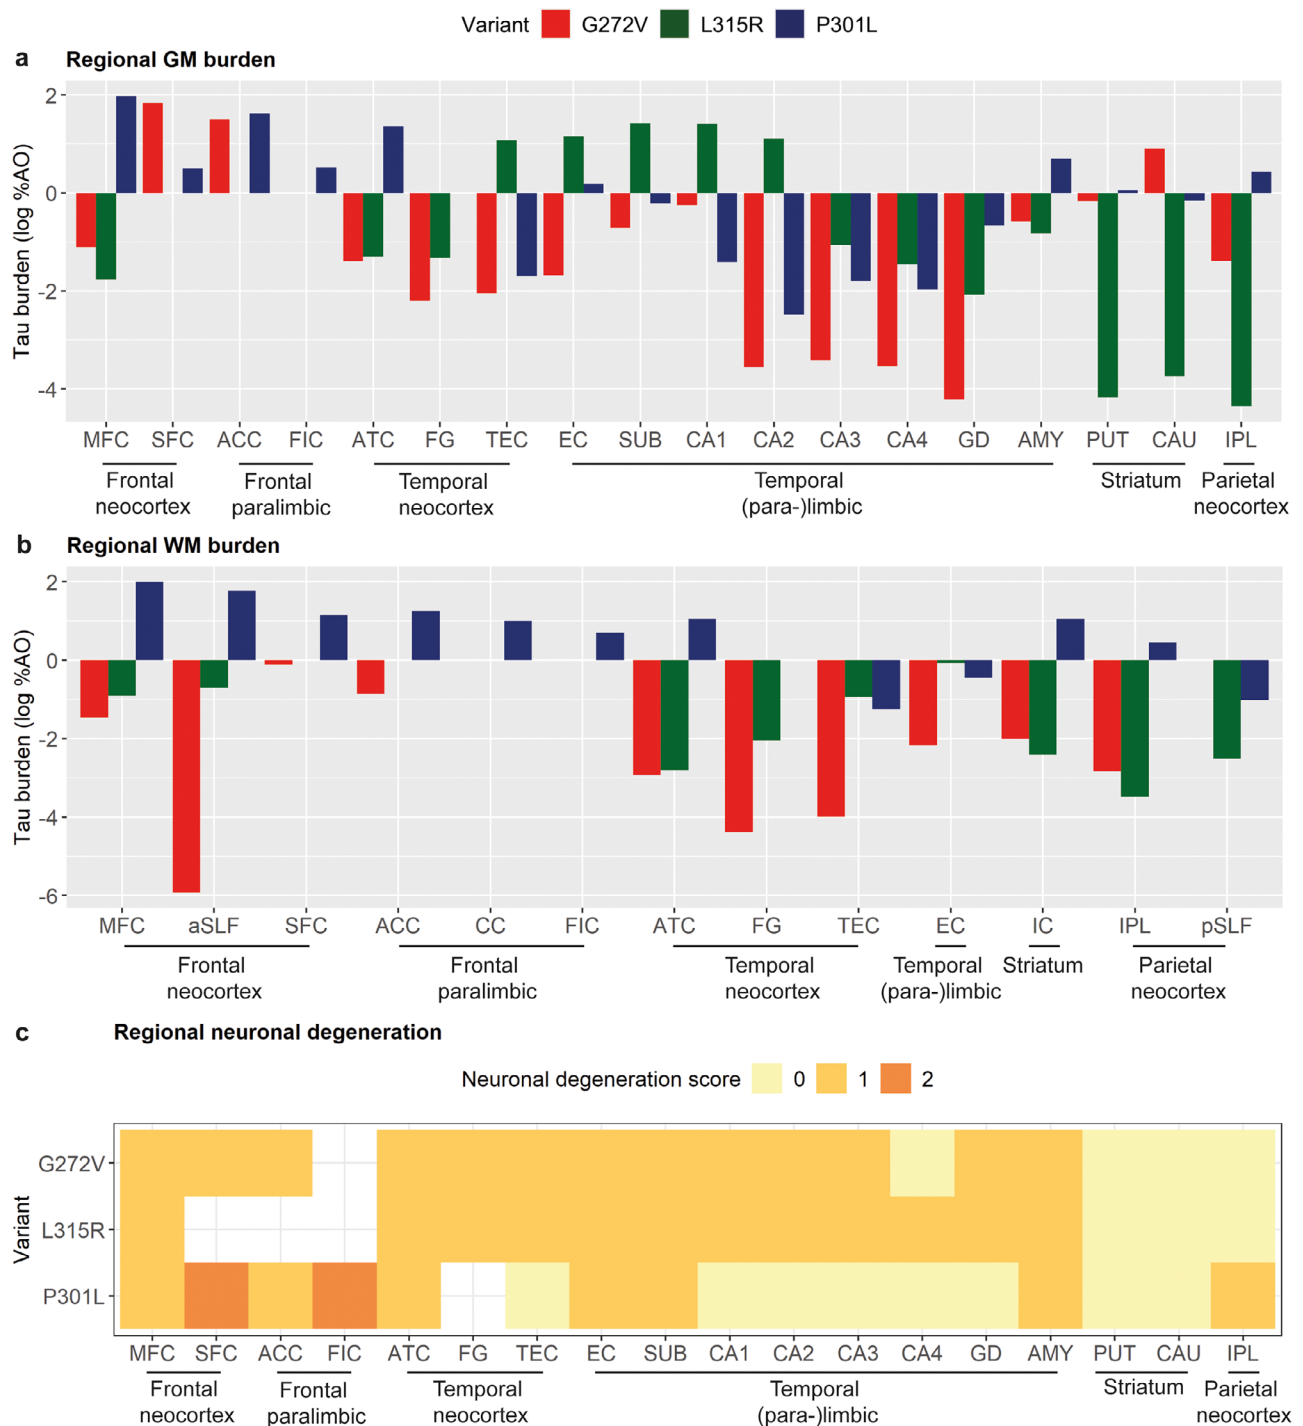 Variant G272V L315R P301L
a Regional GM burden
Tau burden (log %AO)
2
0
-2
-4
MFC SFC ACC FIC ATC FG TEC EC SUB CA1 CA2 CA3 CA4 GD AMY PUT CAU IPL
Frontal neocortex
Frontal paralimbic
Temporal neocortex
Temporal (para-)limbic
Striatum
Parietal neocortex
b Regional WM burden
Tau burden (log %AO)
2
0
-2
-4
-6
MFC aSLF SFC ACC CC FIC ATC FG TEC EC IC IPL pSLF
Frontal neocortex
Frontal paralimbic
Temporal neocortex
Temporal (para-)limbic
Striatum
Parietal neocortex
c Regional neuronal degeneration
Neuronal degeneration score 0 1 2
Variant
G272V
L315R
P301L
MFC SFC ACC FIC ATC FG TEC EC SUB CA1 CA2 CA3 CA4 GD AMY PUT CAU IPL
Frontal neocortex
Frontal paralimbic
Temporal neocortex
Temporal (para-)limbic
Striatum
Parietal neocortex